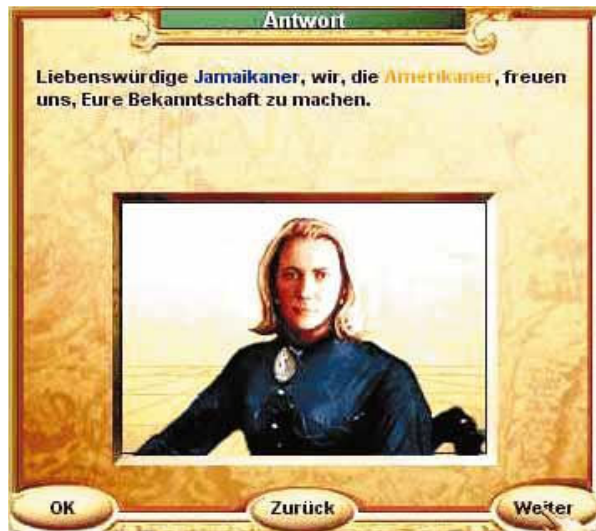 Antwort
Liebenswürdige Jamaikaner, wir, die Amerikaner, freuen
uns, Eure Bekanntschaft zu machen.
OK
Zurück
Weiter